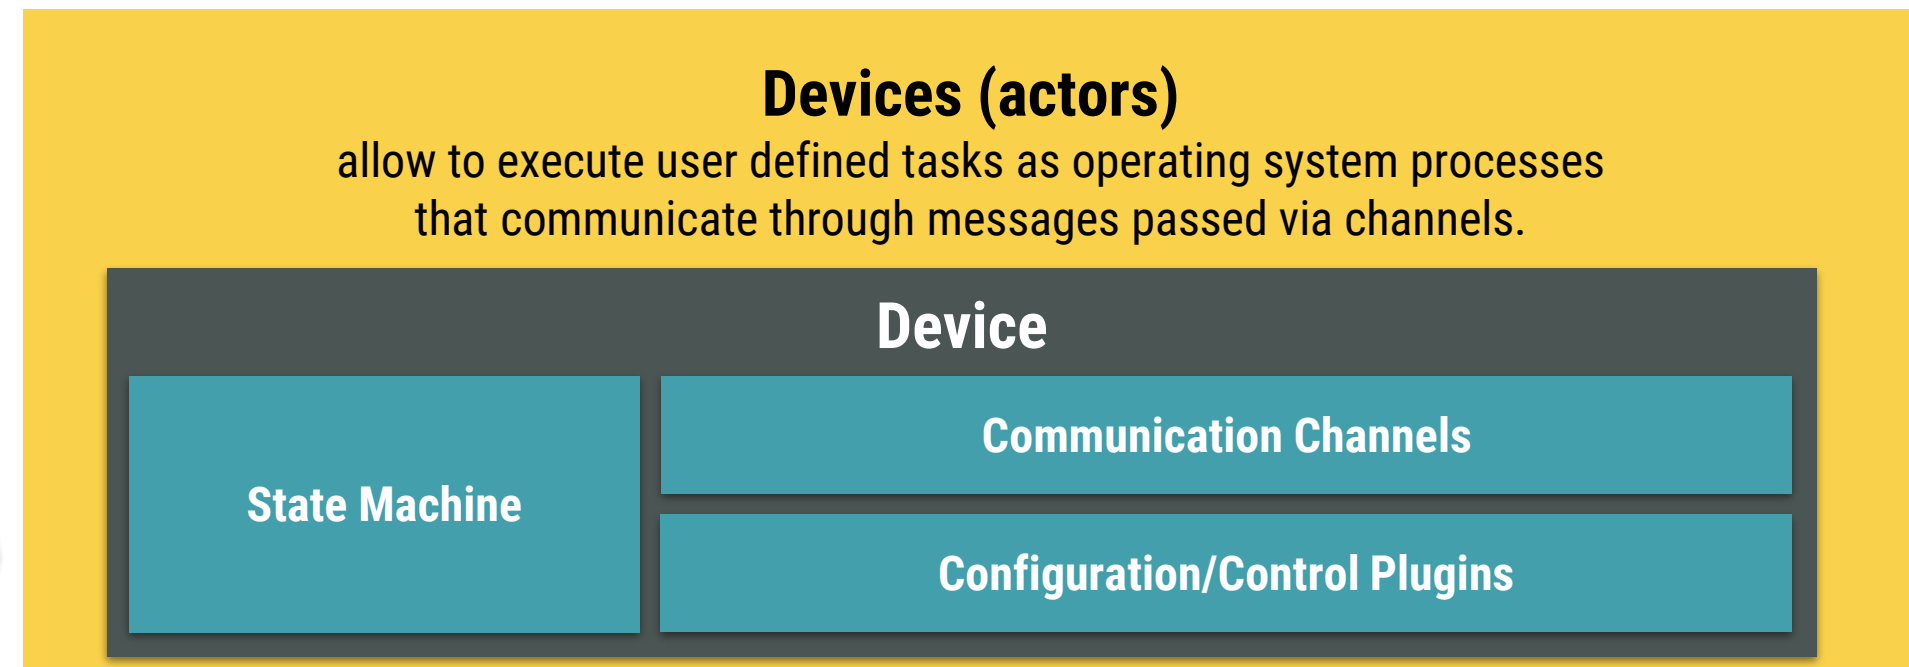 Devices (actors)
allow to execute user defined tasks as operating system processes
that communicate through messages passed via channels.
Device
State Machine
Communication Channels
Configuration/Control Plugins